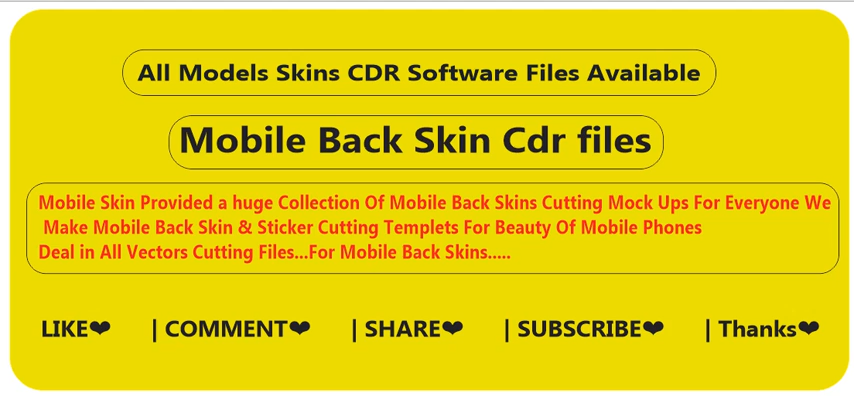 All Models Skins CDR Software Files Available
Mobile Back Skin Cdr files
Mobile Skin Provided a huge Collection Of Mobile Back Skins Cutting Mock Ups For Everyone We
Make Mobile Back Skin & Sticker Cutting Templets For Beauty Of Mobile Phones
Deal in All Vectors Cutting Files...For Mobile Back Skins.....
LIKE❤ | COMMENT❤ | SHARE❤ | SUBSCRIBE❤ | Thanks❤